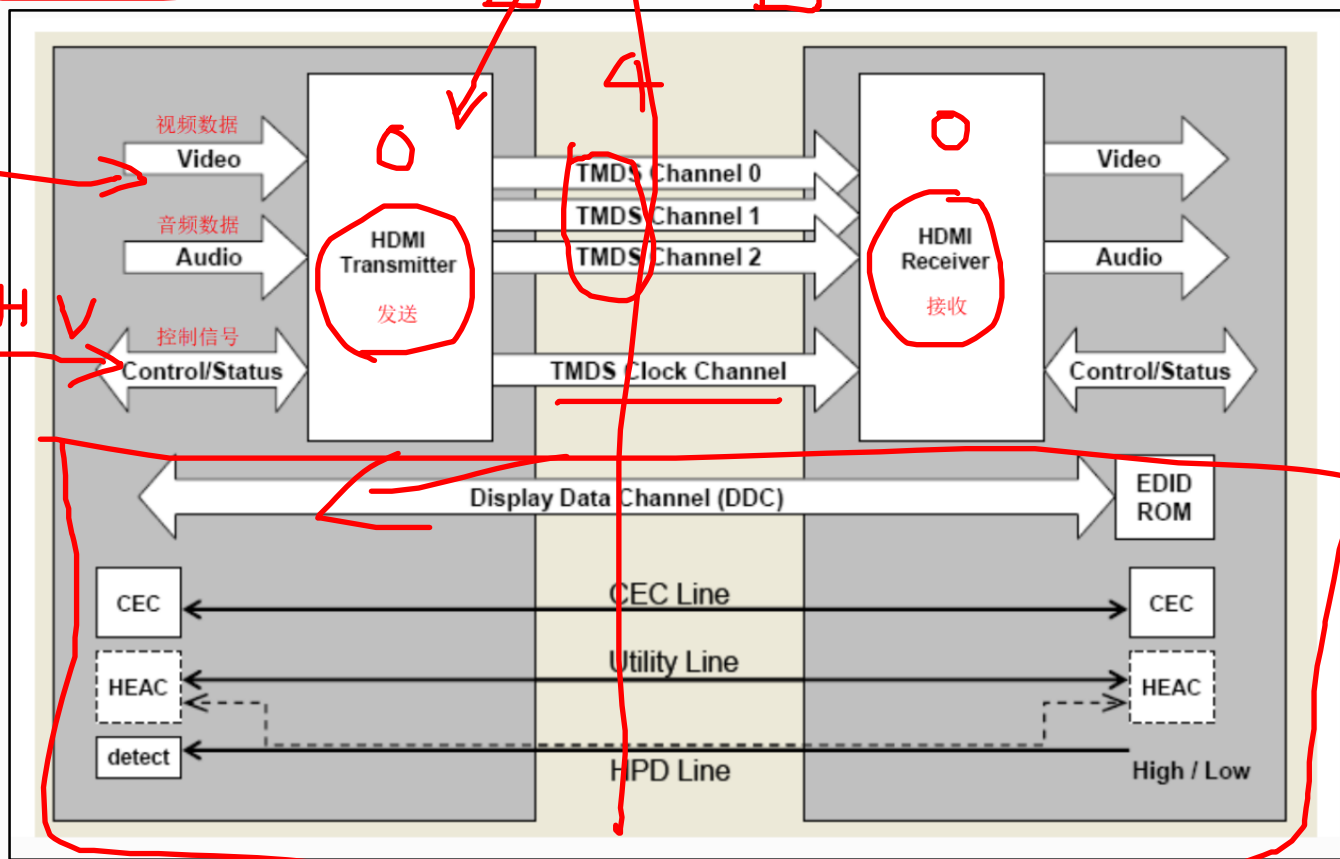 4
视频数据
Video
音频数据
Audio
H V
控制信号
Control/Status
HDMI
Transmitter
发送
TMDS Channel 0
TMDS Channel 1
TMDS Channel 2
TMDS Clock Channel
HDMI
Receiver
接收
Video
Audio
Control/Status
Display Data Channel (DDC)
EDID
ROM
CEC
CEC Line
CEC
HEAC
Utility Line
HEAC
detect
HPD Line
High / Low